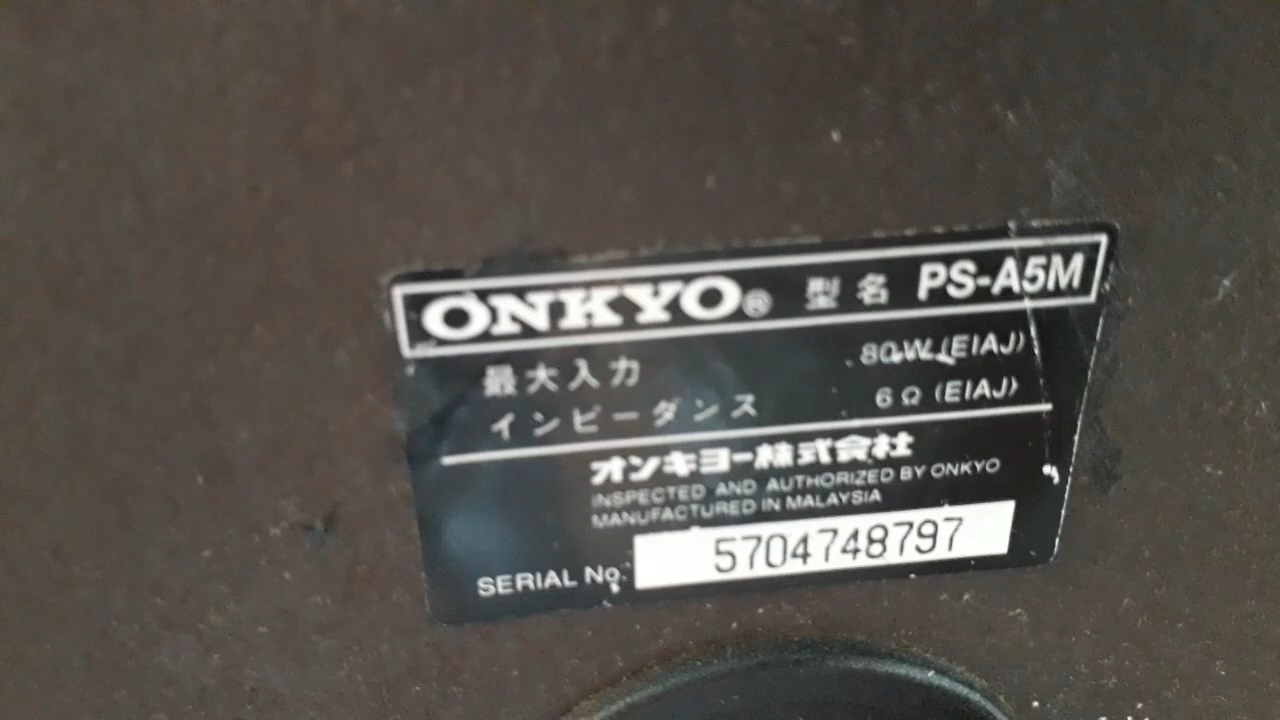 ONKYO® 型名 PS-A5M
最大入力 80W (EIAJ)
インピーダンス 6Ω (EIAJ)
オンキヨー株式会社
INSPECTED AND AUTHORIZED BY ONKYO
MANUFACTURED IN MALAYSIA
SERIAL No. 5704748797